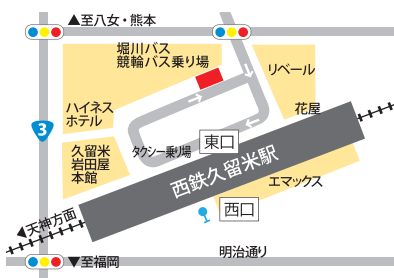 ▲至八女・熊本
堀川バス
競輪バス乗り場
リベール
ハイネス
ホテル
花屋
3
久留米
岩田屋
本館
タクシー乗り場
東口
西鉄久留米駅
エマックス
西口
◀天神方面
▼至福岡
明治通り